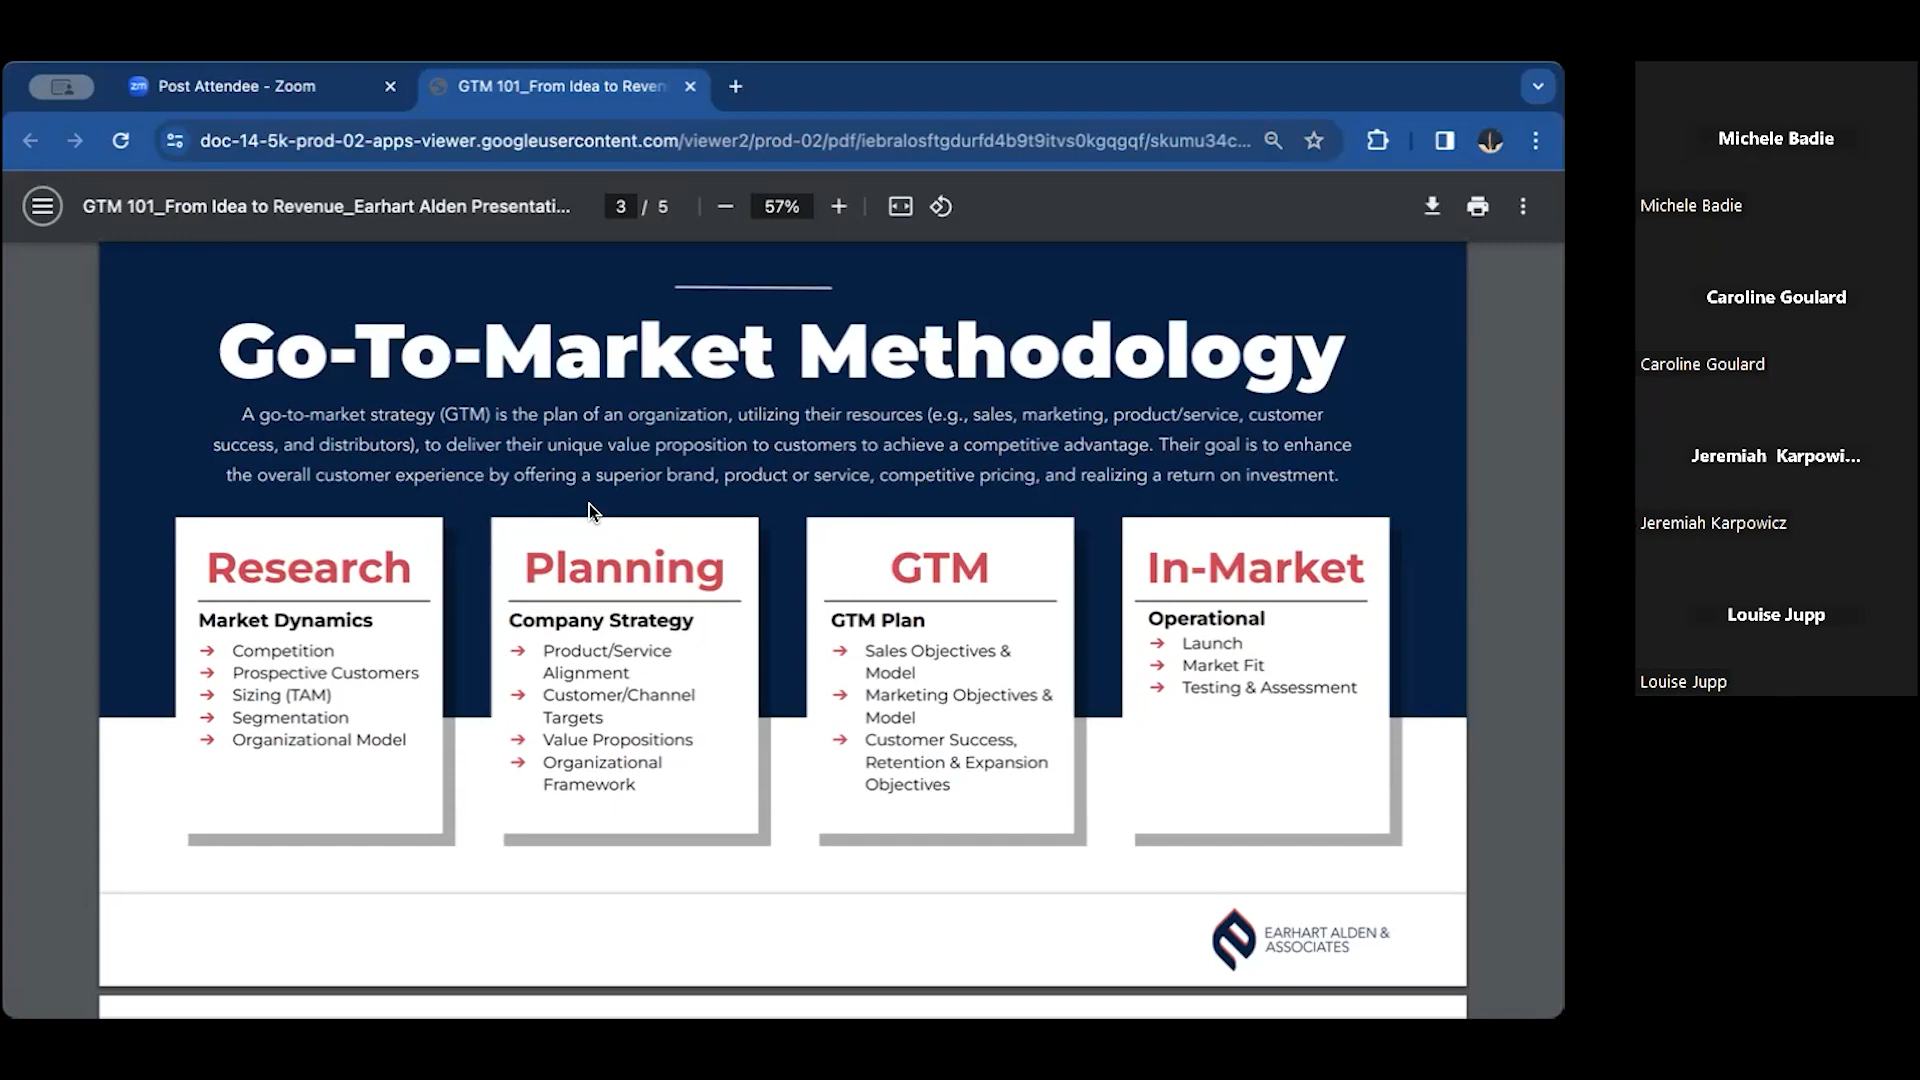 Post Attendee - Zoom
GTM 101_From Idea to Reven
doc-14-5k-prod-02-apps-viewer.googleusercontent.com/viewer2/prod-02/pdf/iebralosftgdurfd4b9t9itvs0kgqgqf/skumu34c...
GTM 101_From Idea to Revenue_Earhart Alden Presentati...
3 / 5
57%
Go-To-Market Methodology
A go-to-market strategy (GTM) is the plan of an organization, utilizing their resources (e.g., sales, marketing, product/service, customer
success, and distributors), to deliver their unique value proposition to customers to achieve a competitive advantage. Their goal is to enhance
the overall customer experience by offering a superior brand, product or service, competitive pricing, and realizing a return on investment.
Research
Market Dynamics
Competition
Prospective Customers
Sizing (TAM)
Segmentation
Organizational Model
Planning
Company Strategy
Product/Service
Alignment
Customer/Channel
Targets
Value Propositions
Organizational
Framework
GTM
GTM Plan
Sales Objectives &
Model
Marketing Objectives &
Model
Customer Success,
Retention & Expansion
Objectives
In-Market
Operational
Launch
Market Fit
Testing & Assessment
EARHART ALDEN &
ASSOCIATES
Michele Badie
Michele Badie
Caroline Goulard
Caroline Goulard
Jeremiah Karpowi...
Jeremiah Karpowicz
Louise Jupp
Louise Jupp